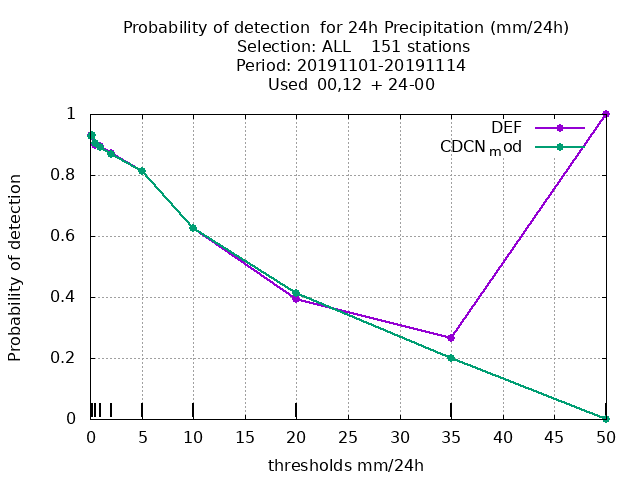 Probability of detection  for 24h Precipitation (mm/24h)
Selection: ALL    151 stations
Period: 20191101-20191114
Used  00,12  + 24-00
DEF
CDCN_mod
Probability of detection
1
0.8
0.6
0.4
0.2
0
0 5 10 15 20 25 30 35 40 45 50
thresholds mm/24h